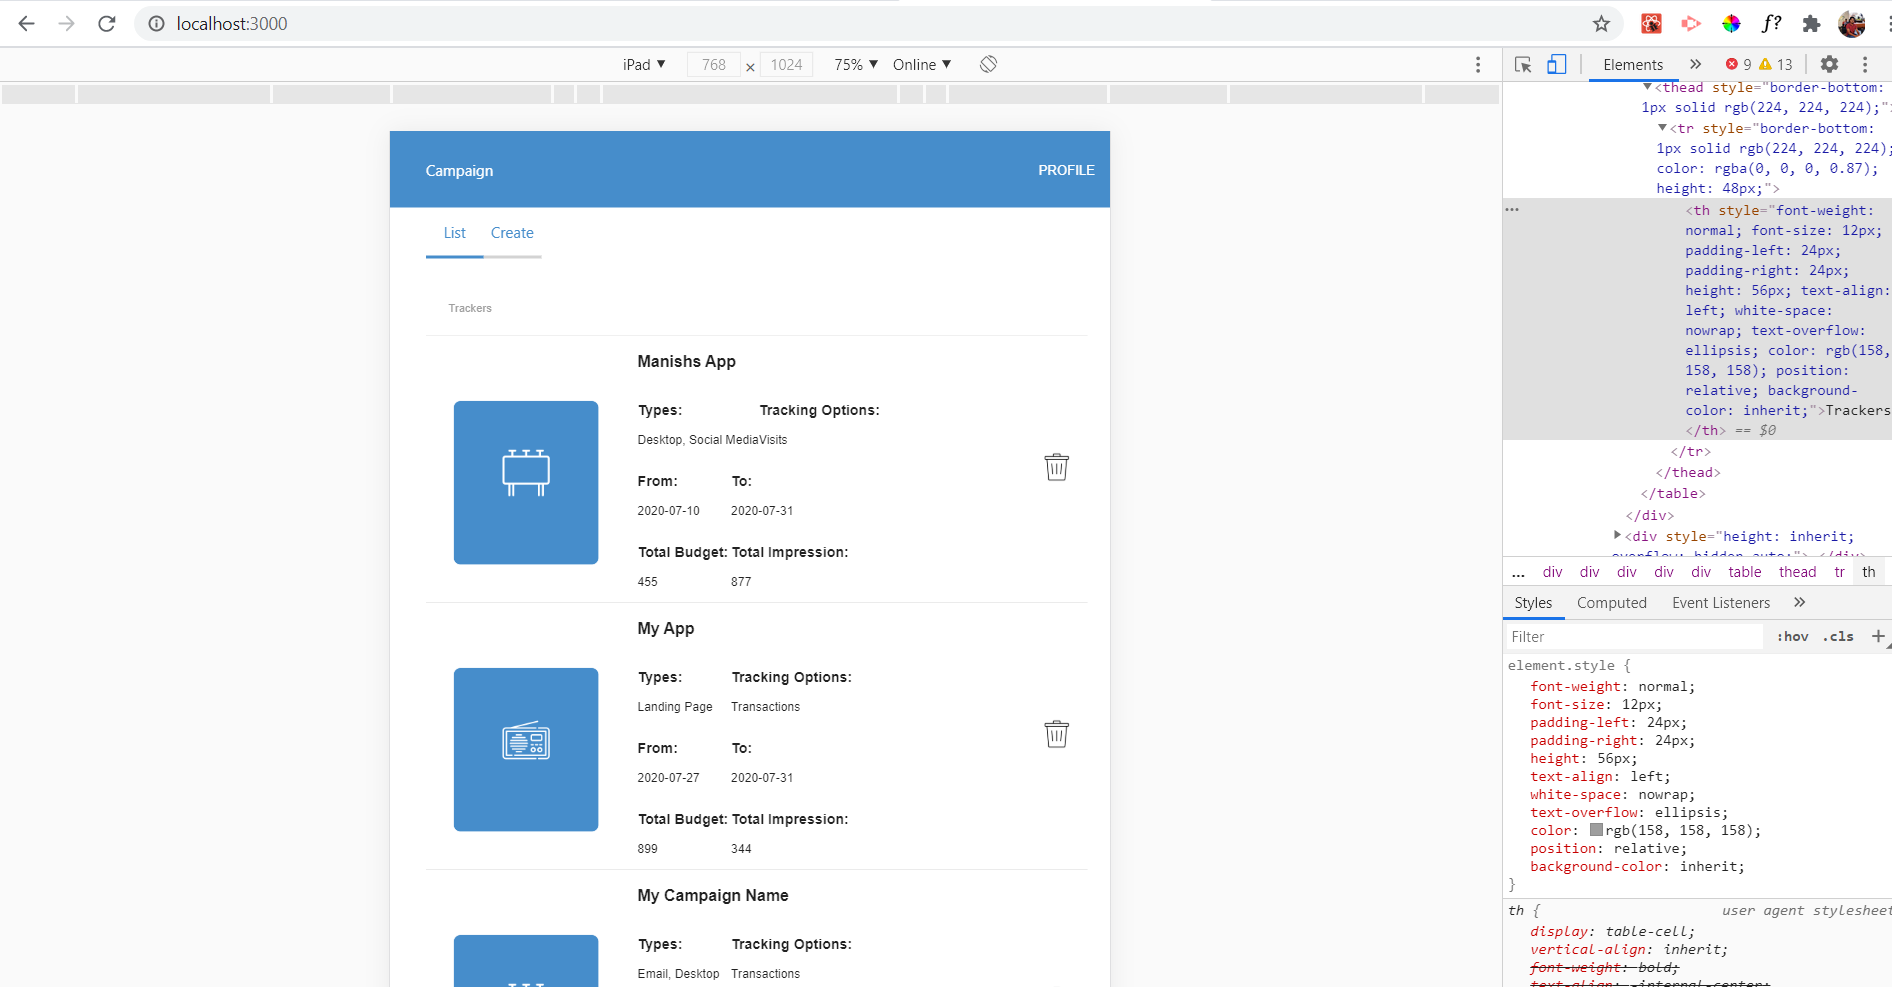 localhost:3000
f?
iPad ▼ 768 × 1024 75% ▼ Online ▼
Elements » 9 13
Campaign
PROFILE
List Create
Trackers
Manishs App
Types: Tracking Options:
Desktop, Social MediaVisits
From: To:
2020-07-10 2020-07-31
Total Budget: Total Impression:
455 877
My App
Types: Tracking Options:
Landing Page Transactions
From: To:
2020-07-27 2020-07-31
Total Budget: Total Impression:
899 344
My Campaign Name
Types: Tracking Options:
Email, Desktop Transactions
▼<thead style="border-bottom:
1px solid rgb(224, 224, 224);"
▼<tr style="border-bottom:
1px solid rgb(224, 224, 224);
color: rgba(0, 0, 0, 0.87);
height: 48px;">
… <th style="font-weight:
normal; font-size: 12px;
padding-left: 24px;
padding-right: 24px;
height: 56px; text-align:
left; white-space:
nowrap; text-overflow:
ellipsis; color: rgb(158,
158, 158); position:
relative; background-
color: inherit;">Trackers
</th> == $0
</tr>
</thead>
</table>
</div>
▶<div style="height: inherit;
overflow: hidden auto;">…</div>
… div div div div div table thead tr th
Styles Computed Event Listeners »
Filter :hov .cls +
element.style {
font-weight: normal;
font-size: 12px;
padding-left: 24px;
padding-right: 24px;
height: 56px;
text-align: left;
white-space: nowrap;
text-overflow: ellipsis;
color: rgb(158, 158, 158);
position: relative;
background-color: inherit;
}
th { user agent stylesheet
display: table-cell;
vertical-align: inherit;
font-weight: bold;
text-align: -internal-center;